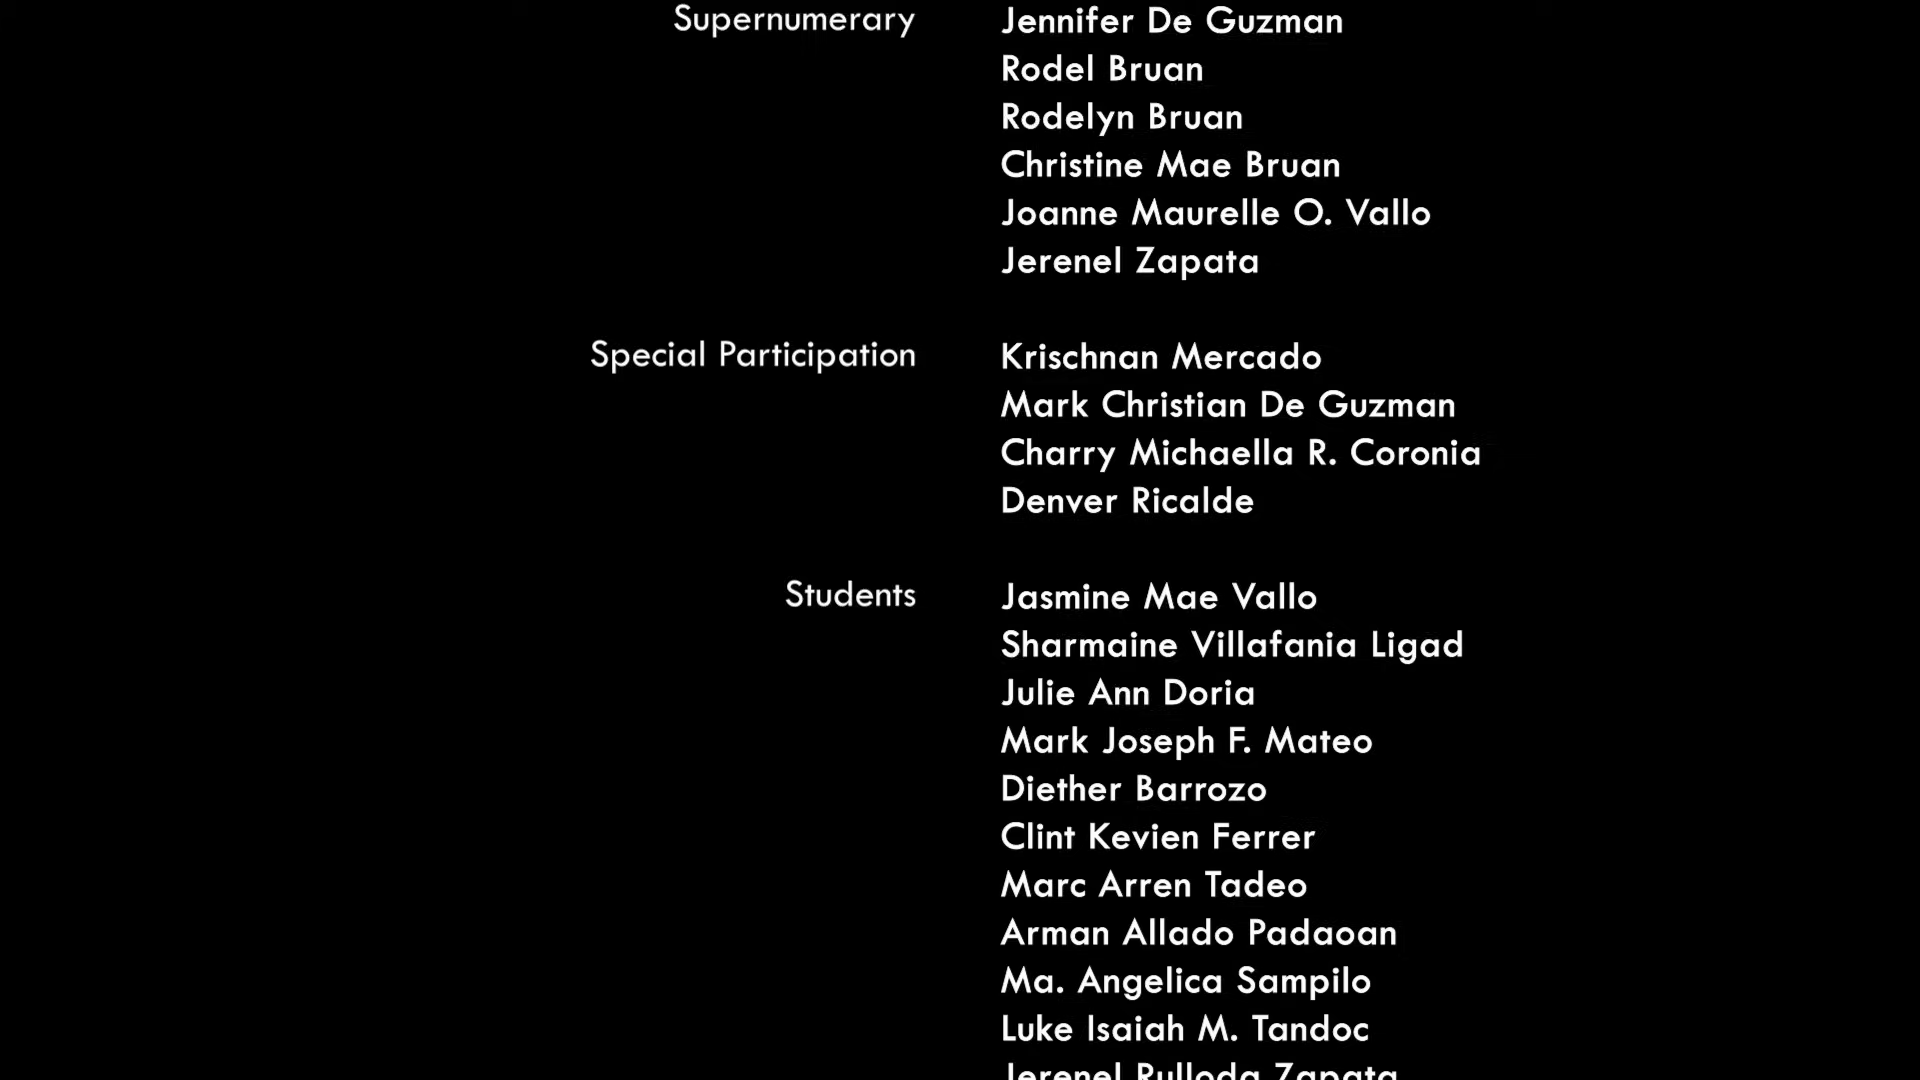 Supernumerary Jennifer De Guzman
Rodel Bruan
Rodelyn Bruan
Christine Mae Bruan
Joanne Maurelle O. Vallo
Jerenel Zapata
Special Participation Krischnan Mercado
Mark Christian De Guzman
Charry Michaella R. Coronia
Denver Ricalde
Students Jasmine Mae Vallo
Sharmaine Villafania Ligad
Julie Ann Doria
Mark Joseph F. Mateo
Diether Barrozo
Clint Kevien Ferrer
Marc Arren Tadeo
Arman Allado Padaoan
Ma. Angelica Sampilo
Luke Isaiah M. Tandoc
Jerenel Rulloda Zapata